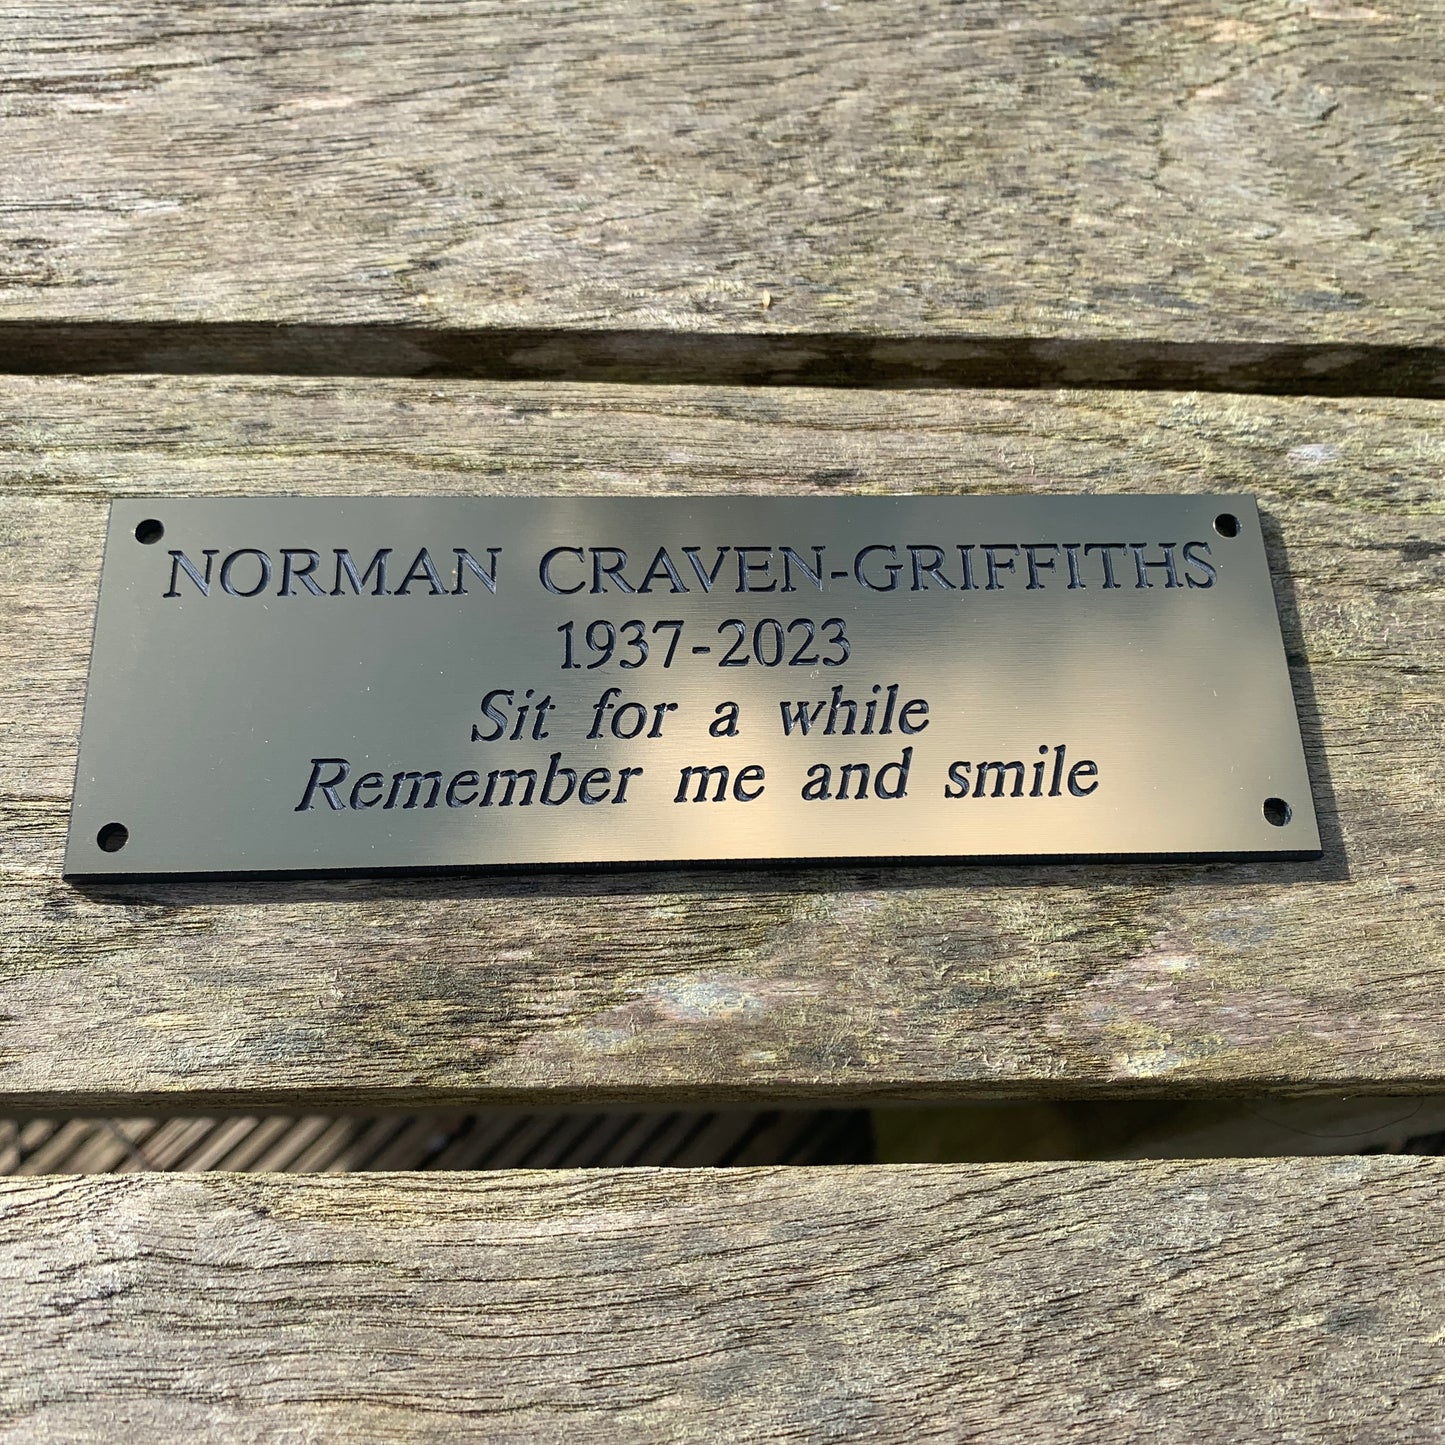 NORMAN CRAVEN-GRIFFITHS
1937-2023
Sit for a while
Remember me and smile